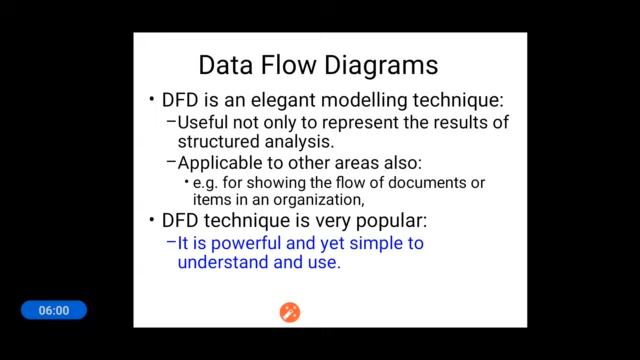 Data Flow Diagrams
• DFD is an elegant modelling technique:
–Useful not only to represent the results of
structured analysis.
–Applicable to other areas also:
• e.g. for showing the flow of documents or
items in an organization,
• DFD technique is very popular:
–It is powerful and yet simple to
understand and use.
06:00